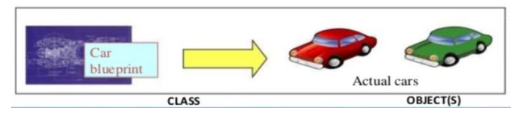 Car
blueprint
Actual cars
CLASS
OBJECT(S)